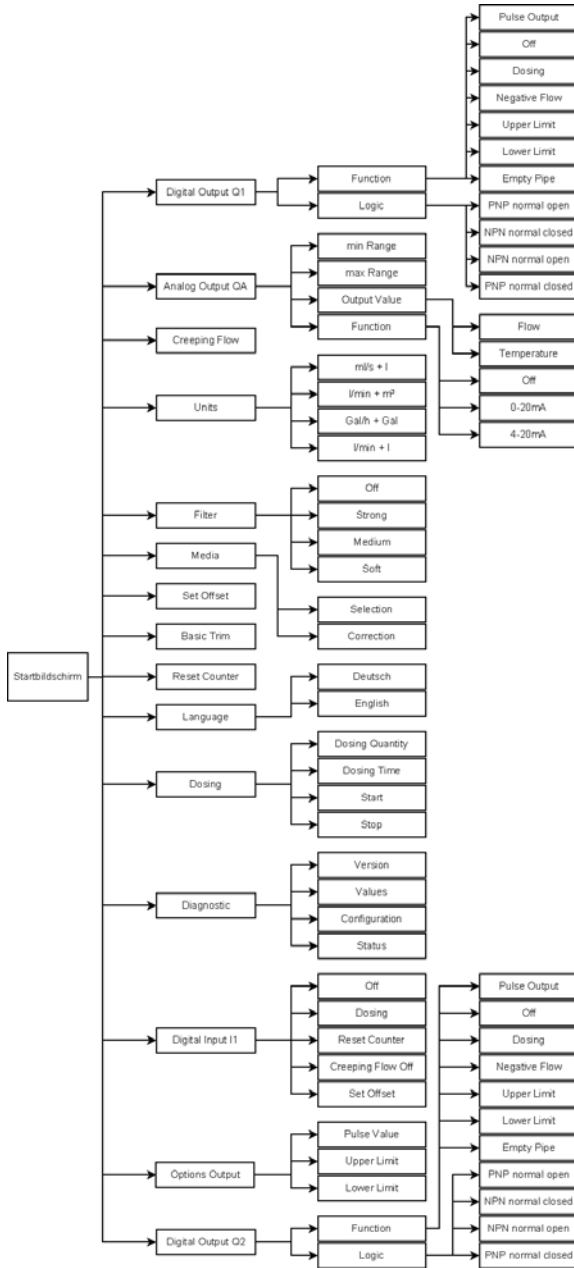 Startbildschirm
Digital Output Q1
Function
Pulse Output
Off
Dosing
Negative Flow
Upper Limit
Lower Limit
Empty Pipe
Logic
PNP normal open
NPN normal closed
NPN normal open
PNP normal closed
Analog Output QA
min Range
max Range
Output Value
Flow
Temperature
Function
Off
0-20mA
4-20mA
Creeping Flow
Units
ml/s + l
l/min + m³
Gal/h + Gal
l/min + l
Filter
Off
Strong
Medium
Soft
Media
Selection
Correction
Set Offset
Basic Trim
Reset Counter
Language
Deutsch
English
Dosing
Dosing Quantity
Dosing Time
Start
Stop
Diagnostic
Version
Values
Configuration
Status
Digital Input I1
Off
Dosing
Reset Counter
Creeping Flow Off
Set Offset
Options Output
Pulse Value
Upper Limit
Lower Limit
Digital Output Q2
Function
Pulse Output
Off
Dosing
Negative Flow
Upper Limit
Lower Limit
Empty Pipe
Logic
PNP normal open
NPN normal closed
NPN normal open
PNP normal closed